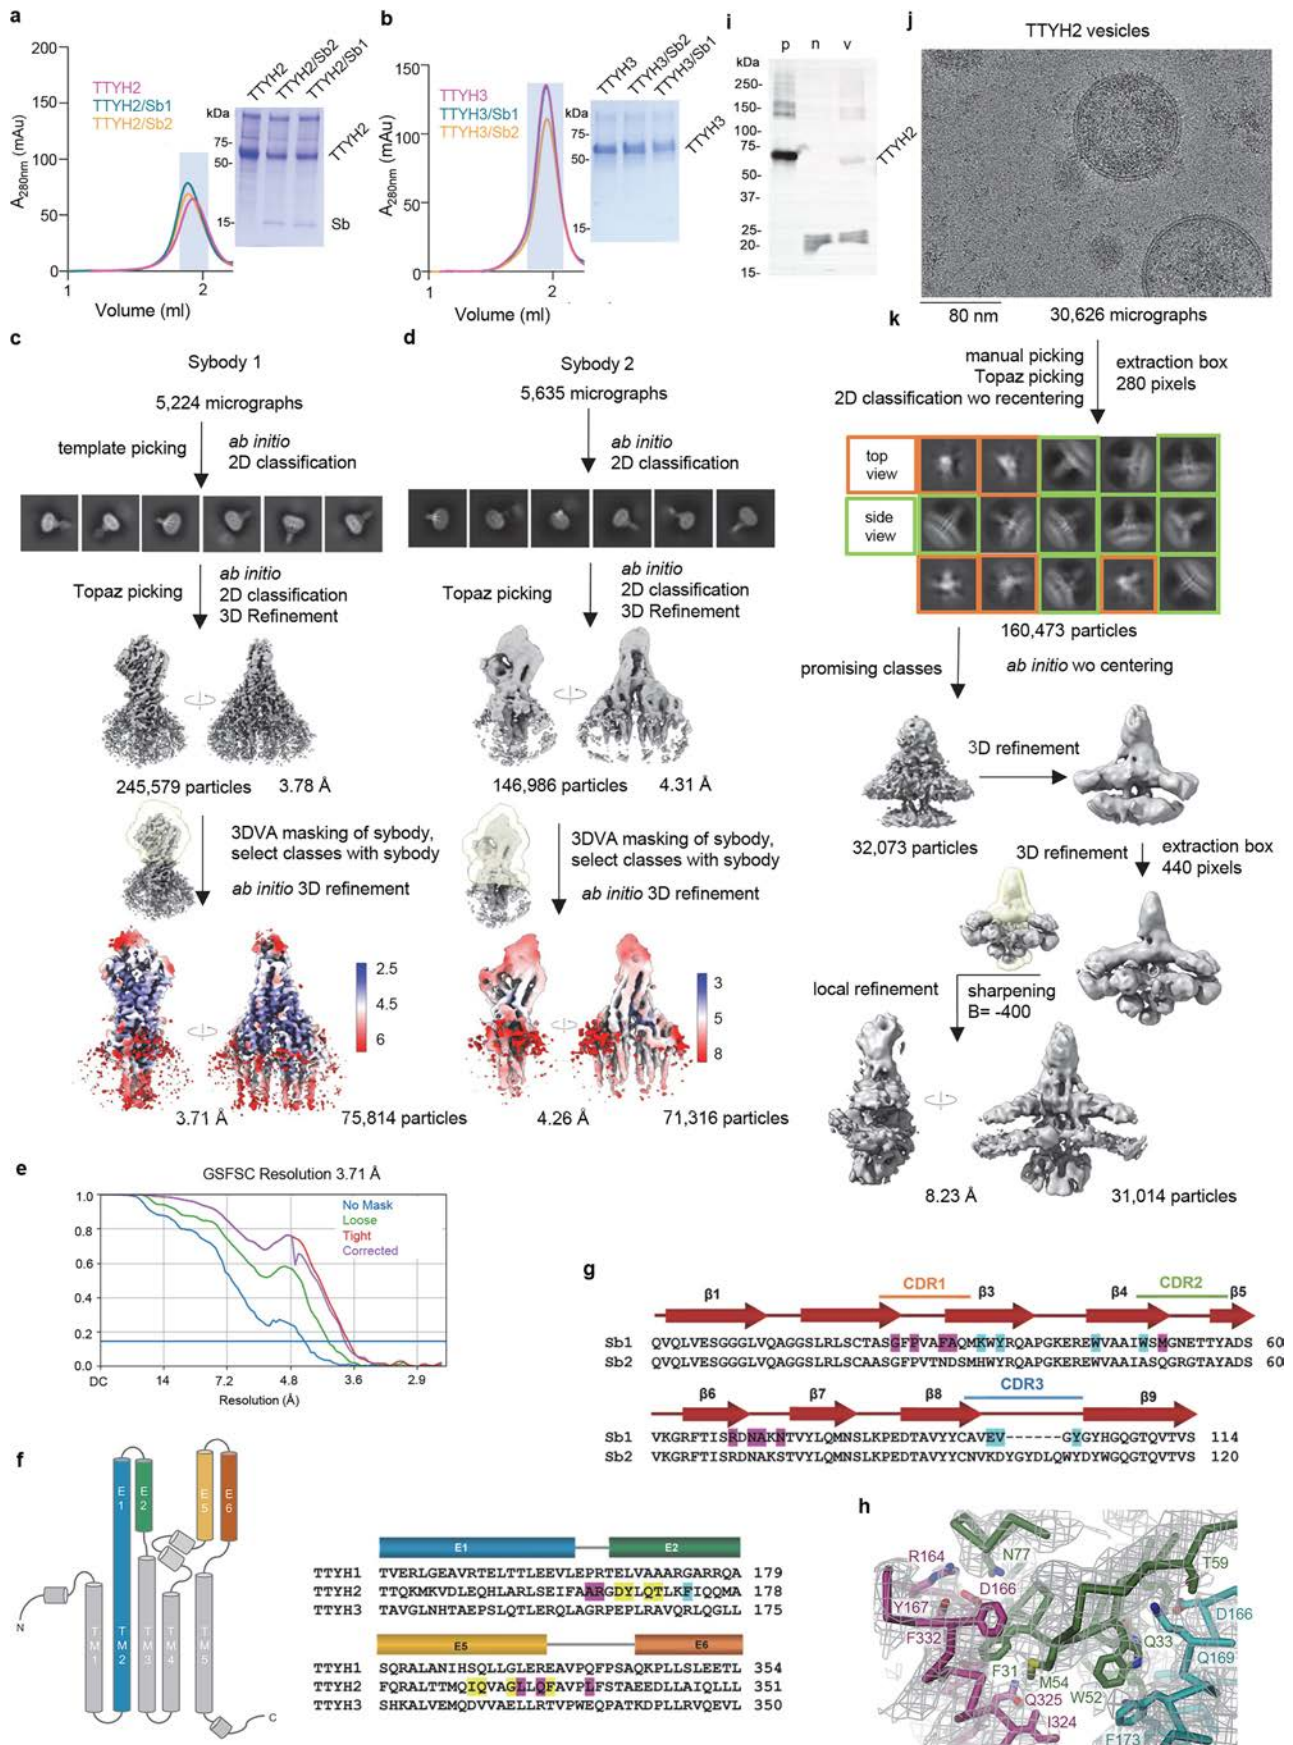 a
200
150
100
50
0
A280nm (mAu)
1
2
Volume (ml)
TTYH2
TTYH2/Sb1
TTYH2/Sb2
TTYH2
TTYH2/Sb2
TTYH2/Sb1
kDa
75-
50-
15-
TTYH2
Sb
b
150
100
50
0
A280nm (mAu)
1
2
Volume (ml)
TTYH3
TTYH3/Sb1
TTYH3/Sb2
TTYH3
TTYH3/Sb2
TTYH3/Sb1
kDa
75-
50-
15-
TTYH3
i
p n v
kDa
250-
150-
100-
75-
50-
37-
25-
20-
15-
TTYH2
j
TTYH2 vesicles
80 nm
30,626 micrographs
c
Sybody 1
5,224 micrographs
template picking
ab initio
2D classification
Topaz picking
ab initio
2D classification
3D Refinement
245,579 particles 3.78 Å
3DVA masking of sybody,
select classes with sybody
ab initio 3D refinement
2.5
4.5
6
3.71 Å 75,814 particles
d
Sybody 2
5,635 micrographs
ab initio
2D classification
Topaz picking
ab initio
2D classification
3D Refinement
146,986 particles 4.31 Å
3DVA masking of sybody,
select classes with sybody
ab initio 3D refinement
3
5
8
4.26 Å 71,316 particles
k
manual picking
Topaz picking
2D classification wo recentering
extraction box
280 pixels
top
view
side
view
160,473 particles
promising classes
ab initio wo centering
3D refinement
32,073 particles
3D refinement
extraction box
440 pixels
local refinement
sharpening
B= -400
8.23 Å 31,014 particles
e
GSFSC Resolution 3.71 Å
1.0
0.8
0.6
0.4
0.2
0.0
DC 14 7.2 4.8 3.6 2.9
Resolution (Å)
No Mask
Loose
Tight
Corrected
g
CDR1 CDR2
β1 β3 β4 β5
Sb1 QVQLVESGGGLVQAGGSLRLSCTASGFPVAFAQMKWYRQAPGKEREWVAAIWSMGNETTYADS 60
Sb2 QVQLVESGGGLVQAGGSLRLSCAASGFPVTNDSMHWYRQAPGKEREWVAAIASQGRGTAYADS 60
CDR3
β6 β7 β8 β9
Sb1 VKGRFTISRDNAKNTVYLQMNSLKPEDTAVYYCAVEV------GYGYHGQGTQVTVS 114
Sb2 VKGRFTISRDNAKSTVYLQMNSLKPEDTAVYYCNVKDYGYDLQWYDYWGQGTQVTVS 120
f
E1
E2
E5
E6
N
TM1
TM2
TM3
TM4
TM5
C
E1 E2
TTYH1 TVERLGEAVRTELTTLEEVLEPRTELVAAARGARRQA 179
TTYH2 TTQKMKVDLEQHLARLSEIFAARGDYLQTLKFIQQMA 178
TTYH3 TAVGLNHTAEPSLQTLERQLAGRPEPLRAVQRLQGLL 175
E5 E6
TTYH1 SQRALANIHSQLLGLEREAVPQFPSAQKPLLSLEETL 354
TTYH2 FQRALTTMQIQVAGLLQFAVPLFSTAEEDLLAIQLLL 351
TTYH3 SHKALVEMQDVVAELLRTVPWEQPATKDPLLRVQEVL 350
h
R164
N77
T59
Y167
D166
D166
F332
Q33
F31
Q169
M54
W52
Q325
I324
F173